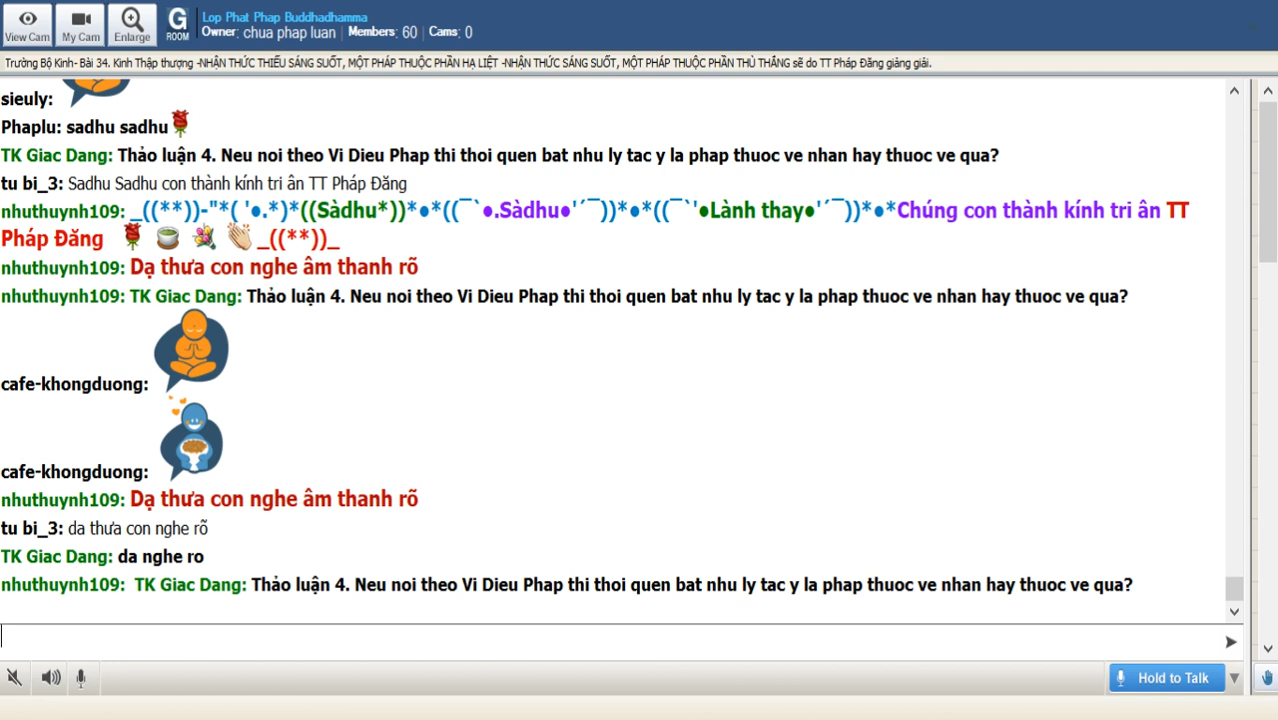 Lop Phat Phap Buddhadhamma
Owner: chua phap luan | Members: 60 | Cams: 0
View Cam
My Cam
Enlarge
G
ROOM
Trường Bộ Kinh- Bài 34. Kinh Thập thượng -NHẬN THỨC THIẾU SÁNG SUỐT, MỘT PHÁP THUỘC PHẦN HẠ LIỆT -NHẬN THỨC SÁNG SUỐT, MỘT PHÁP THUỘC PHẦN THÙ THẮNG sẽ do TT Pháp Đăng giảng giải.
sieuly:
Phaplu: sadhu sadhu
TK Giac Dang: Thảo luận 4. Neu noi theo Vi Dieu Phap thi thoi quen bat nhu ly tac y la phap thuoc ve nhan hay thuoc ve qua?
tu bi_3: Sadhu Sadhu con thành kính tri ân TT Pháp Đăng
nhuthuynh109: _((**))-"*( '●.*)*((Sàdhu*))*●*((¯`●.Sàdhu●'´¯))*●*((¯`'●Lành thay●'´¯))*●*Chúng con thành kính tri ân TT
Pháp Đăng _((**))_
nhuthuynh109: Dạ thưa con nghe âm thanh rõ
nhuthuynh109: TK Giac Dang: Thảo luận 4. Neu noi theo Vi Dieu Phap thi thoi quen bat nhu ly tac y la phap thuoc ve nhan hay thuoc ve qua?
cafe-khongduong:
cafe-khongduong:
nhuthuynh109: Dạ thưa con nghe âm thanh rõ
tu bi_3: da thưa con nghe rõ
TK Giac Dang: da nghe ro
nhuthuynh109: TK Giac Dang: Thảo luận 4. Neu noi theo Vi Dieu Phap thi thoi quen bat nhu ly tac y la phap thuoc ve nhan hay thuoc ve qua?
Hold to Talk